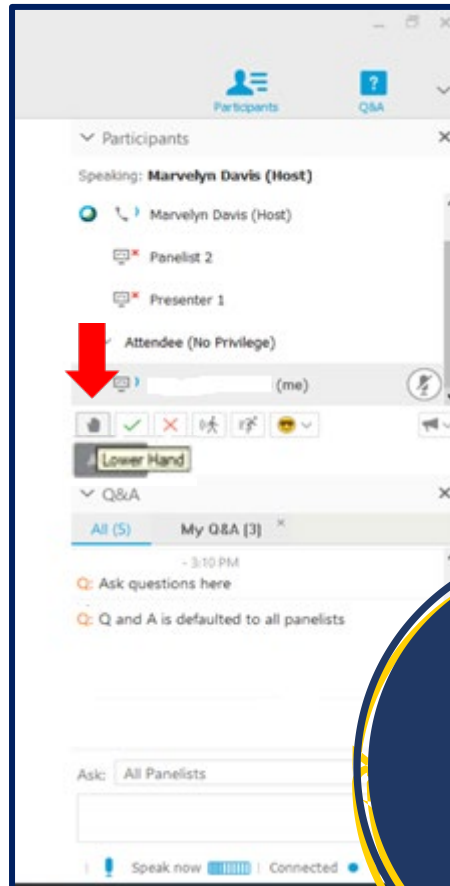 Participants
Q&A
Participants
Speaking: Marvelyn Davis (Host)
Marvelyn Davis (Host)
Panelist 2
Presenter 1
Attendee (No Privilege)
(me)
Lower Hand
Q&A
All (5) My Q&A (3)
- 3:10 PM
Q: Ask questions here
Q: Q and A is defaulted to all panelists
Ask: All Panelists
Speak now Connected